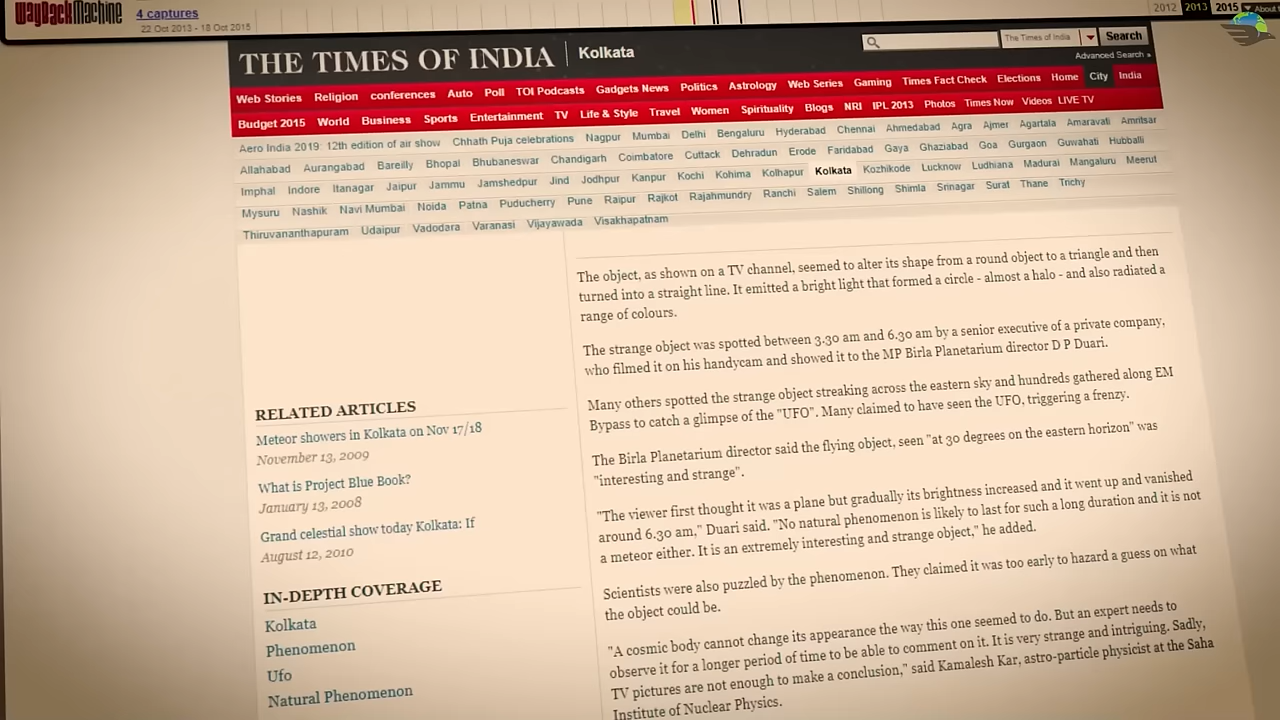 WayBackMachine
4 captures
22 Oct 2013 - 18 Oct 2015
2012 2013 2015 About
THE TIMES OF INDIA Kolkata
The Times of India Search
Advanced Search »
Web Stories Religion conferences Auto Poll TOI Podcasts Gadgets News Politics Astrology Web Series Gaming Times Fact Check Elections Home City India
Budget 2015 World Business Sports Entertainment TV Life & Style Travel Women Spirituality Blogs NRI IPL 2013 Photos Times Now Videos LIVE TV
Aero India 2019: 12th edition of air show Chhath Puja celebrations Nagpur Mumbai Delhi Bengaluru Hyderabad Chennai Ahmedabad Agra Ajmer Agartala Amaravati Amritsar
Allahabad Aurangabad Bareilly Bhopal Bhubaneswar Chandigarh Coimbatore Cuttack Dehradun Erode Faridabad Gaya Ghaziabad Goa Gurgaon Guwahati Hubballi
Imphal Indore Itanagar Jaipur Jammu Jamshedpur Jind Jodhpur Kanpur Kochi Kohima Kolhapur Kolkata Kozhikode Lucknow Ludhiana Madurai Mangaluru Meerut
Mysuru Nashik Navi Mumbai Noida Patna Puducherry Pune Raipur Rajkot Rajahmundry Ranchi Salem Shillong Shimla Srinagar Surat Thane Trichy
Thiruvananthapuram Udaipur Vadodara Varanasi Vijayawada Visakhapatnam
The object, as shown on a TV channel, seemed to alter its shape from a round object to a triangle and then
turned into a straight line. It emitted a bright light that formed a circle - almost a halo - and also radiated a
range of colours.
The strange object was spotted between 3.30 am and 6.30 am by a senior executive of a private company,
who filmed it on his handycam and showed it to the MP Birla Planetarium director D P Duari.
Many others spotted the strange object streaking across the eastern sky and hundreds gathered along EM
Bypass to catch a glimpse of the "UFO". Many claimed to have seen the UFO, triggering a frenzy.
The Birla Planetarium director said the flying object, seen "at 30 degrees on the eastern horizon" was
"interesting and strange".
"The viewer first thought it was a plane but gradually its brightness increased and it went up and vanished
around 6.30 am," Duari said. "No natural phenomenon is likely to last for such a long duration and it is not
a meteor either. It is an extremely interesting and strange object," he added.
Scientists were also puzzled by the phenomenon. They claimed it was too early to hazard a guess on what
the object could be.
"A cosmic body cannot change its appearance the way this one seemed to do. But an expert needs to
observe it for a longer period of time to be able to comment on it. It is very strange and intriguing. Sadly,
TV pictures are not enough to make a conclusion," said Kamalesh Kar, astro-particle physicist at the Saha
Institute of Nuclear Physics.
RELATED ARTICLES
Meteor showers in Kolkata on Nov 17/18
November 13, 2009
What is Project Blue Book?
January 13, 2008
Grand celestial show today Kolkata: If
August 12, 2010
IN-DEPTH COVERAGE
Kolkata
Phenomenon
Ufo
Natural Phenomenon